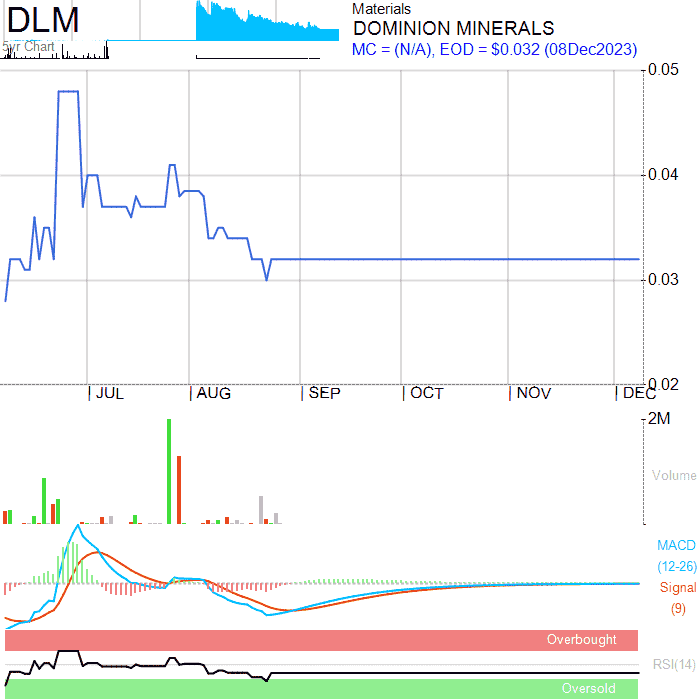 DLM
5yr Chart
Materials
DOMINION MINERALS
MC = (N/A), EOD = $0.032 (08Dec2023)
0.05
0.04
0.03
0.02
JUL AUG SEP OCT NOV DEC
2M
Volume
MACD
(12-26)
Signal
(9)
Overbought
RSI(14)
Oversold